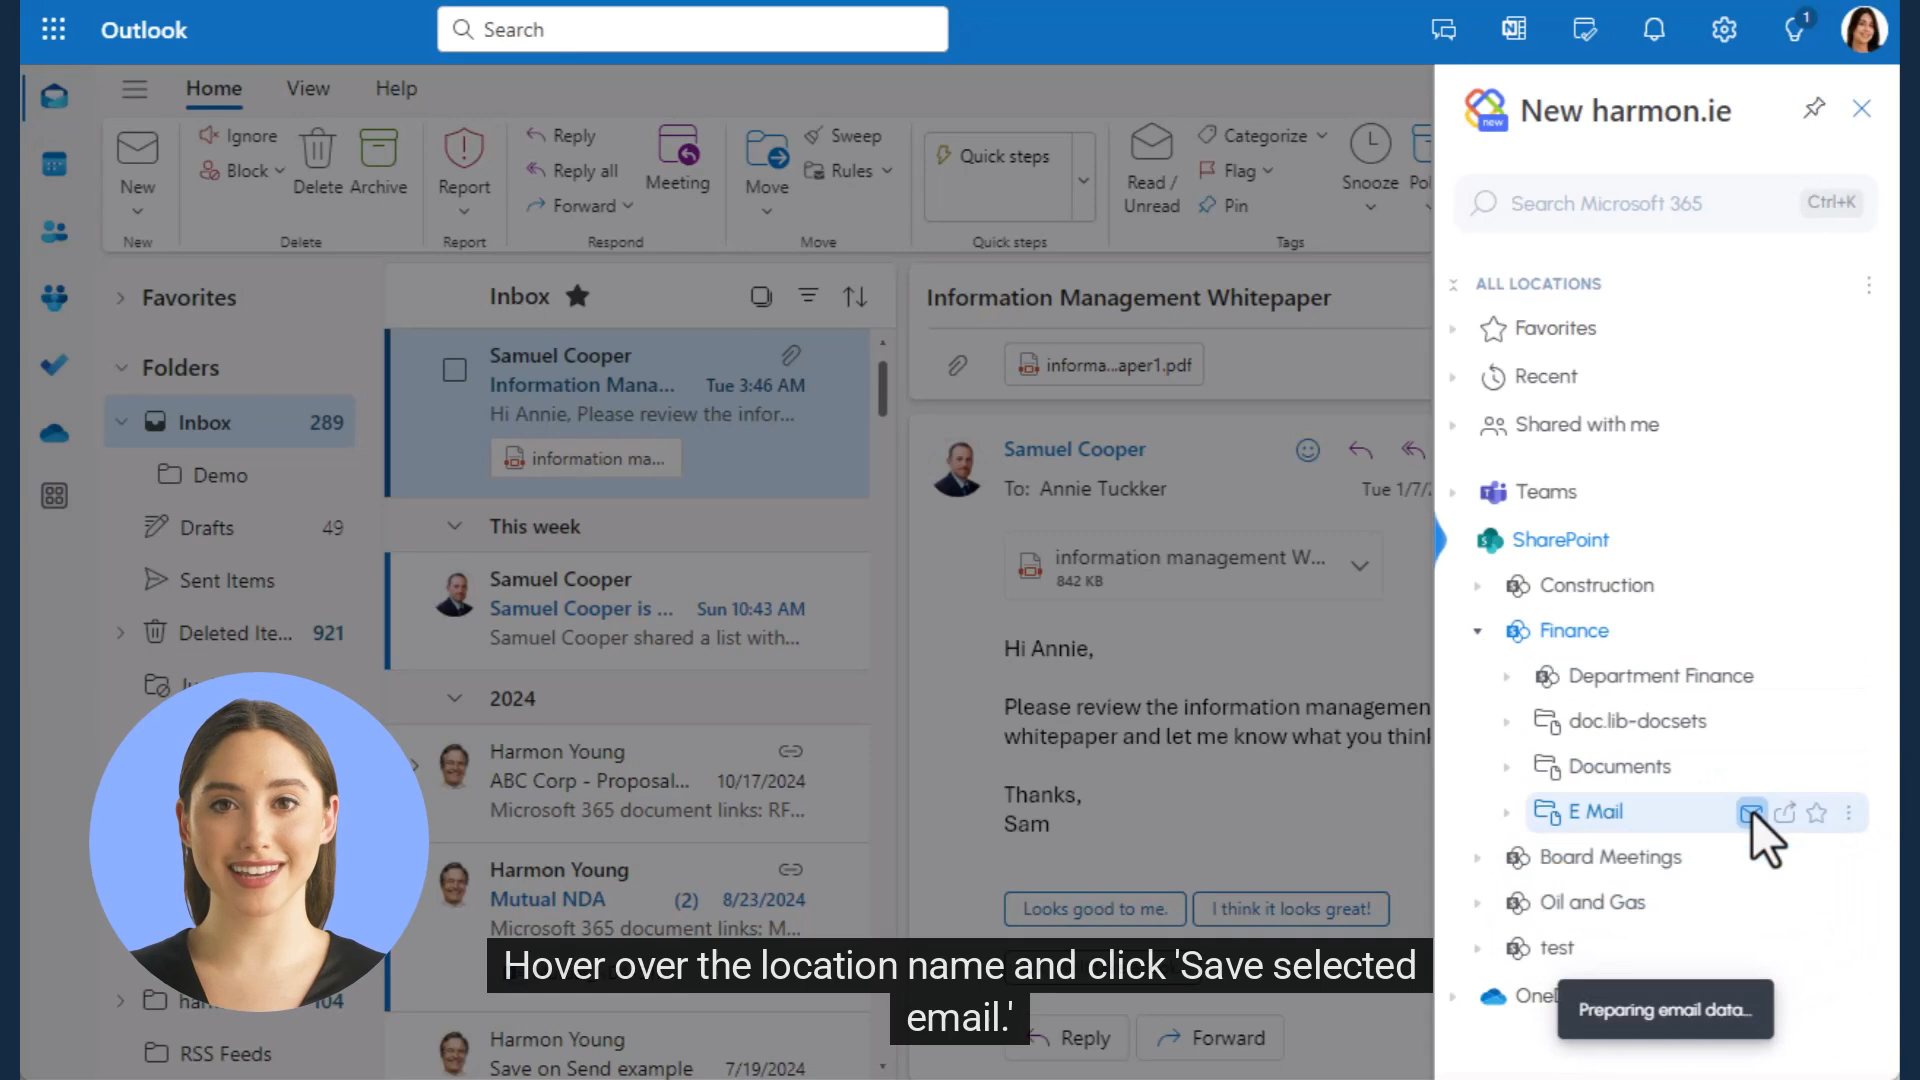 Outlook
Search
1
Home
View
Help
New
Ignore
Block
Delete
Archive
Report
Reply
Reply all
Forward
Meeting
Move
Sweep
Rules
Quick steps
Read /
Unread
Categorize
Flag
Pin
Snooze
New
Delete
Report
Respond
Move
Quick steps
Tags
Favorites
Folders
Inbox 289
Demo
Drafts 49
Sent Items
Deleted Ite... 921
104
RSS Feeds
Inbox
Samuel Cooper
Information Mana... Tue 3:46 AM
Hi Annie, Please review the infor...
information ma...
This week
Samuel Cooper
Samuel Cooper is ... Sun 10:43 AM
Samuel Cooper shared a list with...
2024
Harmon Young
ABC Corp - Proposal... 10/17/2024
Microsoft 365 document links: RF...
Harmon Young
Mutual NDA (2) 8/23/2024
Microsoft 365 document links: M...
Harmon Young
Save on Send example 7/19/2024
Information Management Whitepaper
informa...aper1.pdf
Samuel Cooper
To: Annie Tuckker
Tue 1/7/
information management W...
842 KB
Hi Annie,
Please review the information managemen
whitepaper and let me know what you think
Thanks,
Sam
Looks good to me.
I think it looks great!
Reply
Forward
new
New harmon.ie
Search Microsoft 365
Ctrl+K
ALL LOCATIONS
Favorites
Recent
Shared with me
Teams
SharePoint
Construction
Finance
Department Finance
doc.lib-docsets
Documents
E Mail
Board Meetings
Oil and Gas
test
Preparing email data...
Hover over the location name and click 'Save selected
email.'